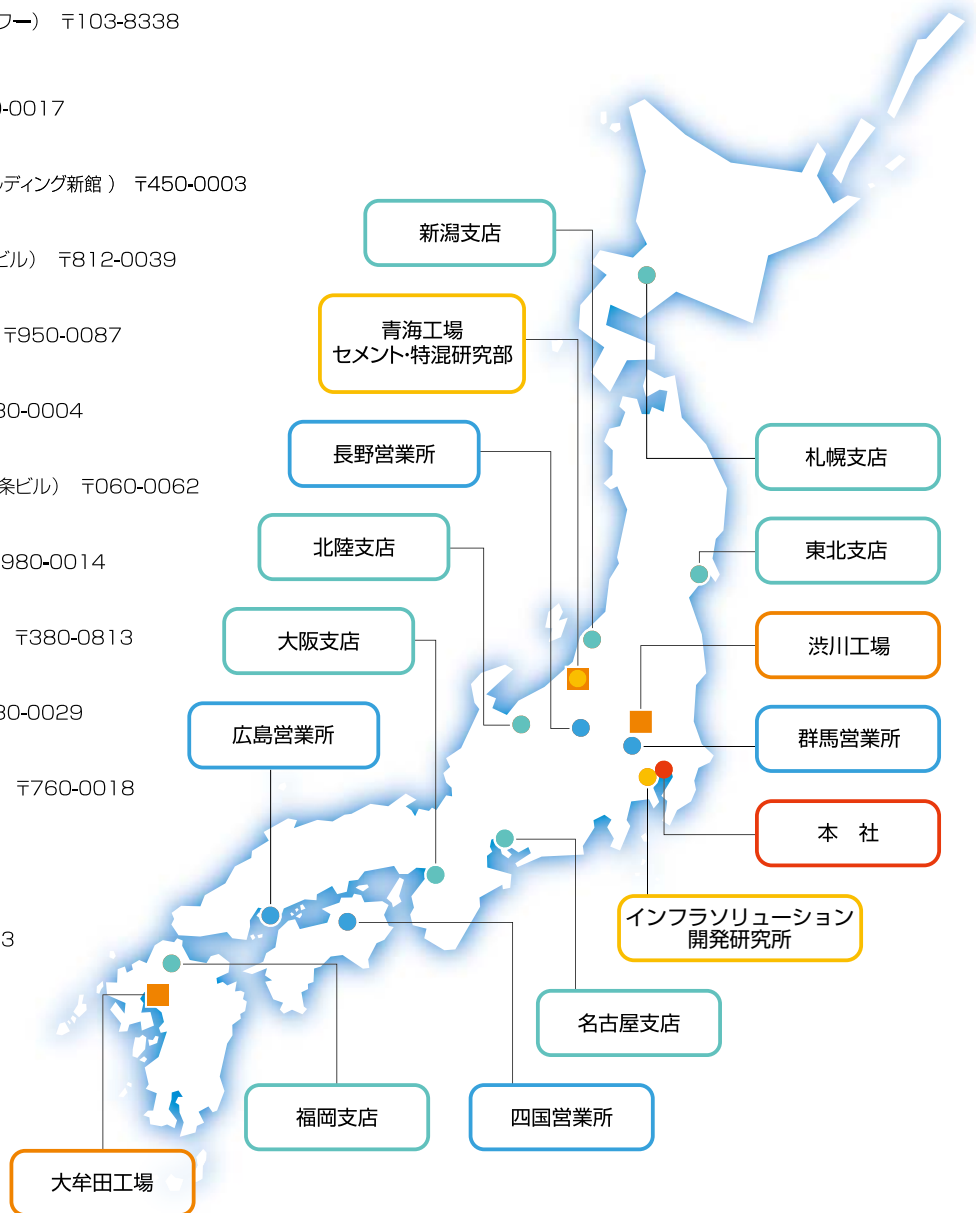 フー） 〒103-8338
-0017
ルディング新館 ） 〒450-0003
ビル） 〒812-0039
〒950-0087
30-0004
条ビル） 〒060-0062
980-0014
〒380-0813
30-0029
〒760-0018
3
新潟支店
青海工場
セメント・特混研究部
長野営業所
北陸支店
大阪支店
広島営業所
札幌支店
東北支店
渋川工場
群馬営業所
本　社
インフラソリューション
開発研究所
名古屋支店
四国営業所
福岡支店
大牟田工場